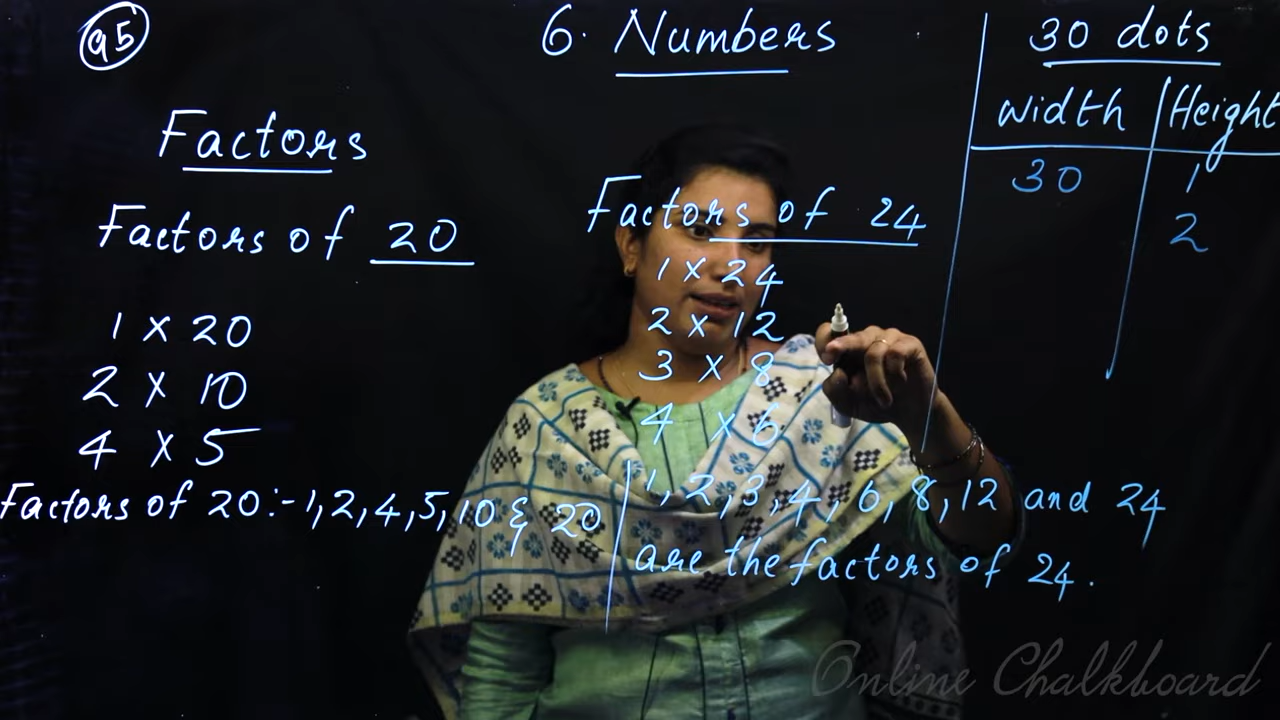 95
6. Numbers
Factors
Factors of 20
1 x 20
2 x 10
4 x 5
Factors of 20:- 1, 2, 4, 5, 10 & 20
Factors of 24
1 x 24
2 x 12
3 x 8
4 x 6
1, 2, 3, 4, 6, 8, 12 and 24
are the factors of 24.
30 dots
width Height
30 1
2
Online Chalkboard